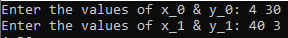 Enter the values of x_0 & y_0: 4 30
Enter the values of x_1 & y_1: 40 3